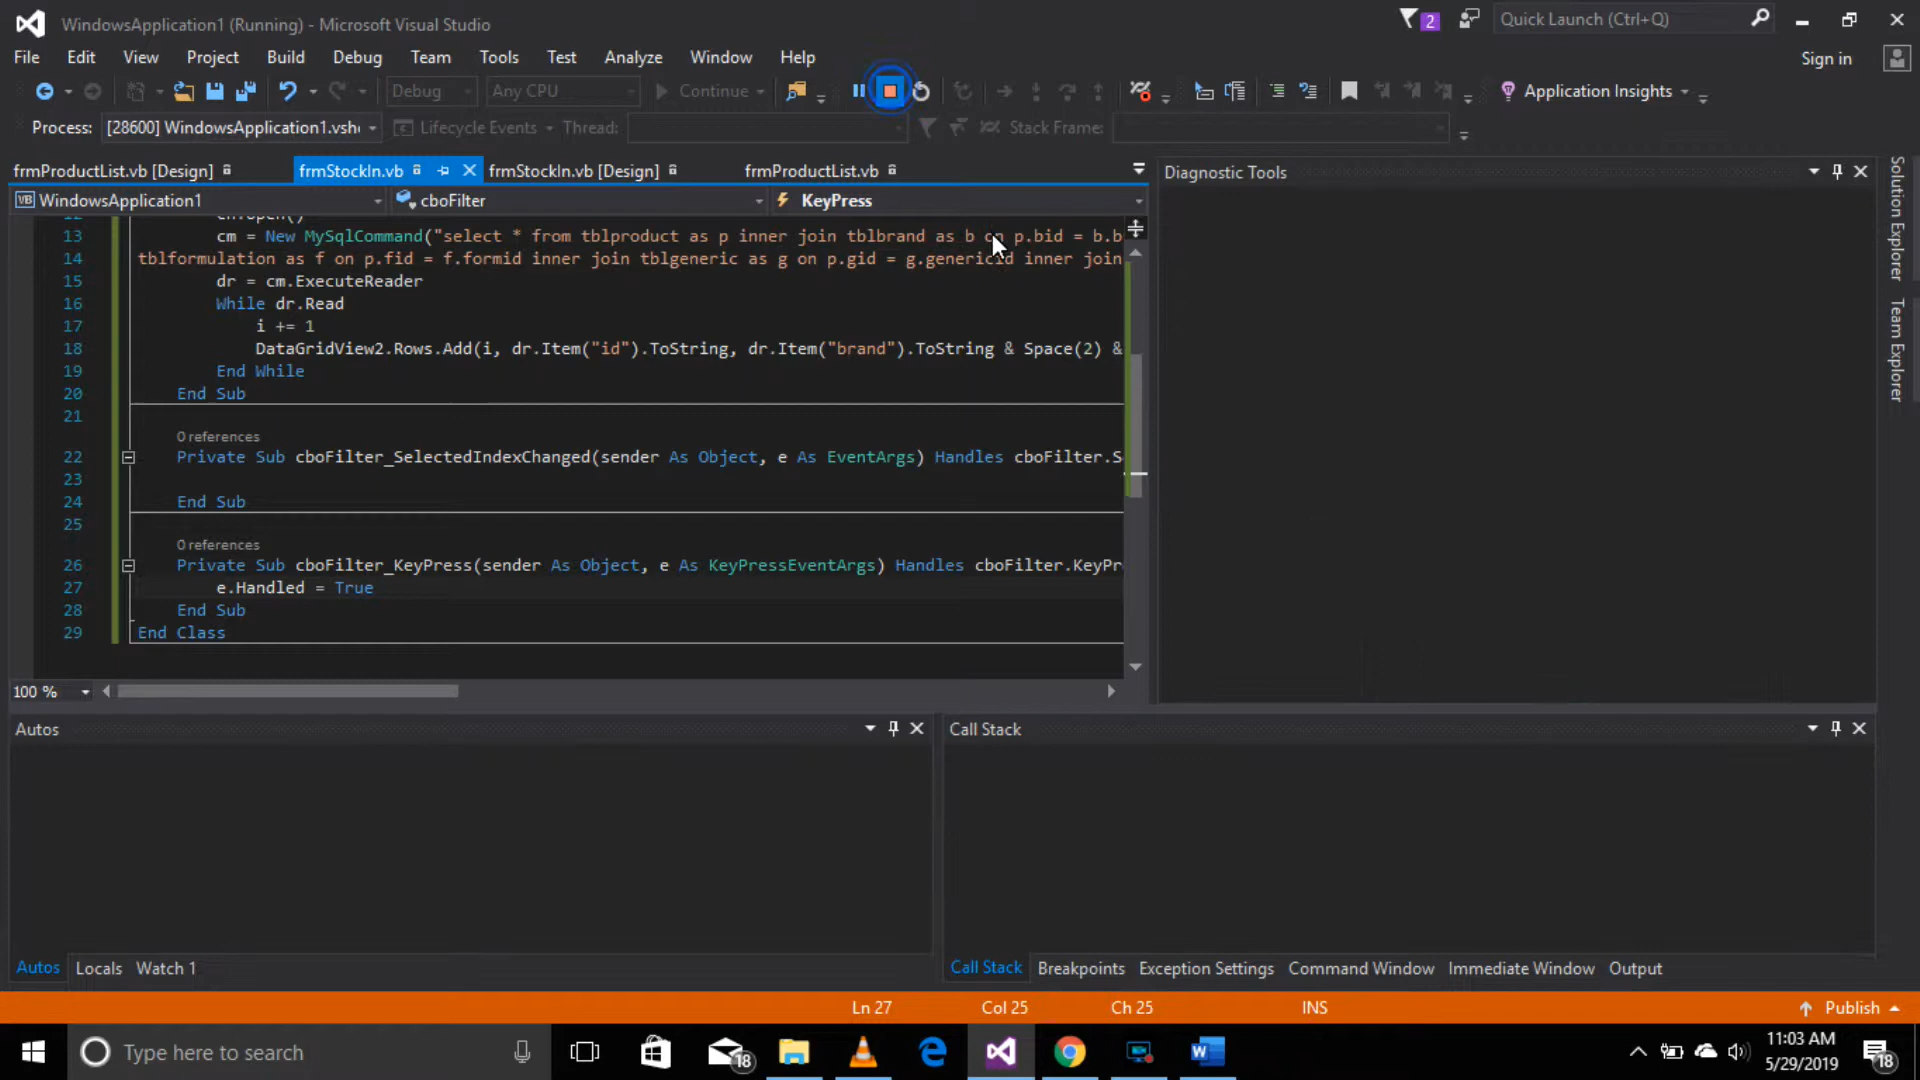 WindowsApplication1 (Running) - Microsoft Visual Studio
2
Quick Launch (Ctrl+Q)
File Edit View Project Build Debug Team Tools Test Analyze Window Help
Sign in
Debug Any CPU Continue Application Insights
Process: [28600] WindowsApplication1.vsh Lifecycle Events Thread: Stack Frame:
frmProductList.vb [Design] frmStockIn.vb frmStockIn.vb [Design] frmProductList.vb
Diagnostic Tools
Solution Explorer
Team Explorer
VB WindowsApplication1 cboFilter KeyPress
12 cn.Open()
13 cm = New MySqlCommand("select * from tblproduct as p inner join tblbrand as b on p.bid = b.b
14 tblformulation as f on p.fid = f.formid inner join tblgeneric as g on p.gid = g.genericid inner join
15 dr = cm.ExecuteReader
16 While dr.Read
17 i += 1
18 DataGridView2.Rows.Add(i, dr.Item("id").ToString, dr.Item("brand").ToString & Space(2) &
19 End While
20 End Sub
21
0 references
22 Private Sub cboFilter_SelectedIndexChanged(sender As Object, e As EventArgs) Handles cboFilter.S
23
24 End Sub
25
0 references
26 Private Sub cboFilter_KeyPress(sender As Object, e As KeyPressEventArgs) Handles cboFilter.KeyPr
27 e.Handled = True
28 End Sub
29 End Class
100 %
Autos
Call Stack
Autos Locals Watch 1
Call Stack Breakpoints Exception Settings Command Window Immediate Window Output
Ln 27 Col 25 Ch 25 INS Publish
Type here to search
18
11:03 AM
5/29/2019
18